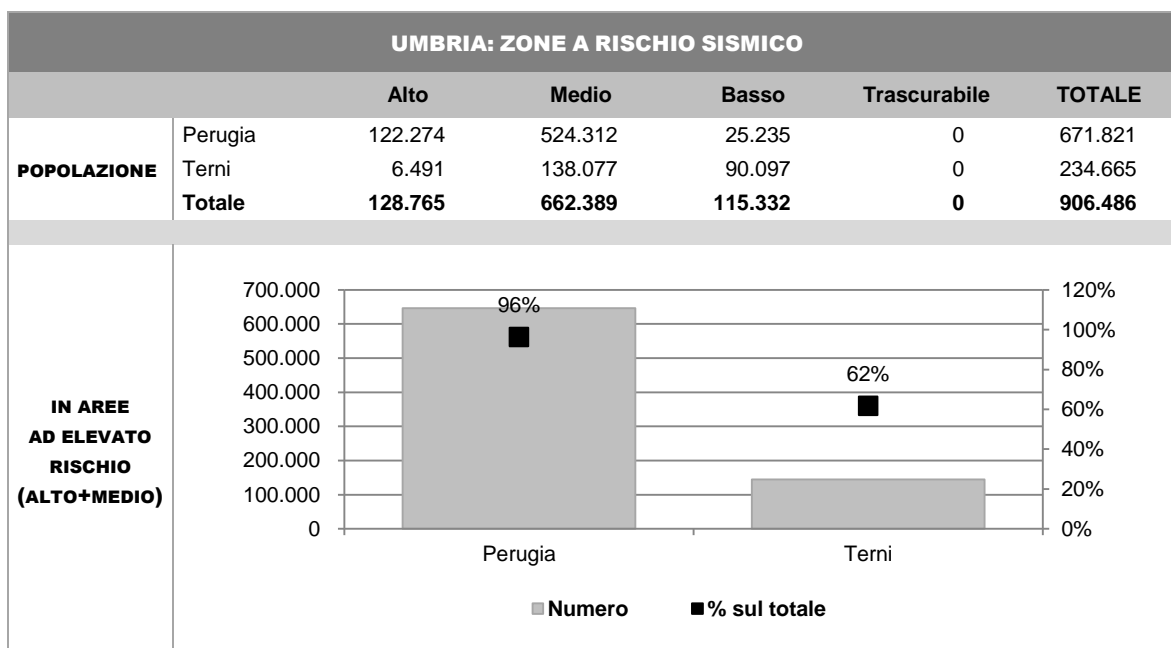 UMBRIA: ZONE A RISCHIO SISMICO
Alto Medio Basso Trascurabile TOTALE
POPOLAZIONE
Perugia 122.274 524.312 25.235 0 671.821
Terni 6.491 138.077 90.097 0 234.665
Totale 128.765 662.389 115.332 0 906.486
IN AREE
AD ELEVATO
RISCHIO
(ALTO+MEDIO)
700.000
600.000
500.000
400.000
300.000
200.000
100.000
0
96%
62%
120%
100%
80%
60%
40%
20%
0%
Perugia Terni
Numero % sul totale